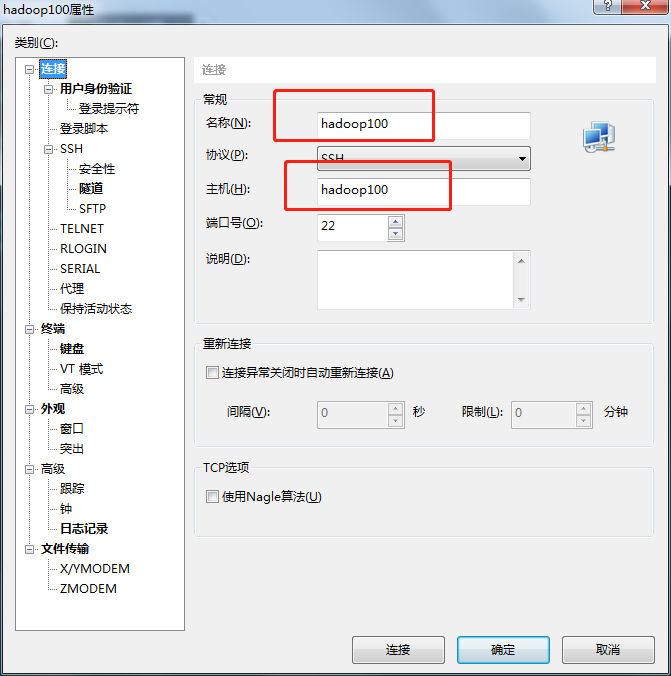 hadoop100属性
类别(C):
连接
用户身份验证
登录提示符
登录脚本
SSH
安全性
隧道
SFTP
TELNET
RLOGIN
SERIAL
代理
保持活动状态
终端
键盘
VT 模式
高级
外观
窗口
突出
高级
跟踪
钟
日志记录
文件传输
X/YMODEM
ZMODEM
连接
常规
名称(N):
hadoop100
协议(P):
SSH
主机(H):
hadoop100
端口号(O):
22
说明(D):
重新连接
连接异常关闭时自动重新连接(A)
间隔(V):
0
秒
限制(L):
0
分钟
TCP选项
使用Nagle算法(U)
连接
确定
取消